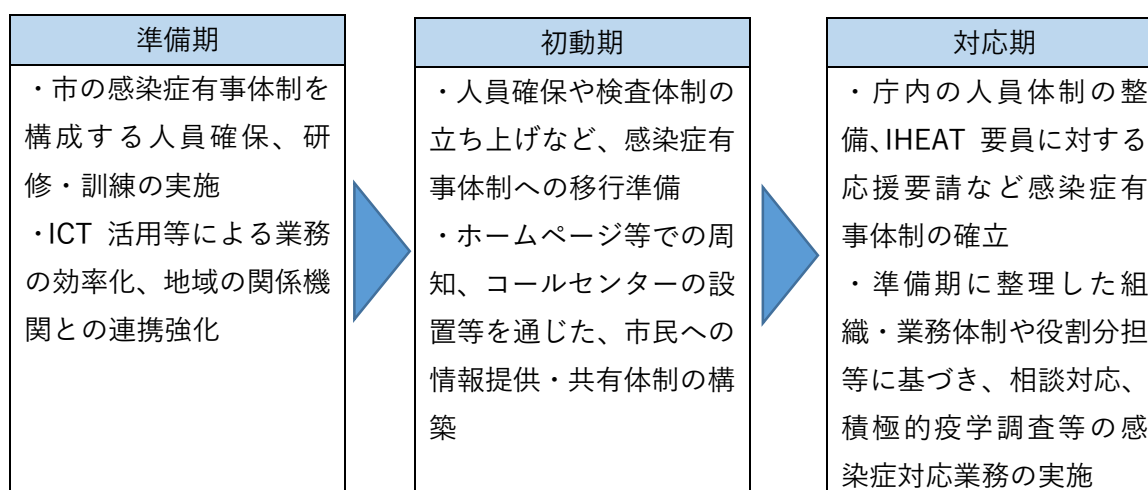 準備期
・市の感染症有事体制を
構成する人員確保、研
修・訓練の実施
・ICT 活用等による業務
の効率化、地域の関係機
関との連携強化
初動期
・人員確保や検査体制の
立ち上げなど、感染症有
事体制への移行準備
・ホームページ等での周
知、コールセンターの設
置等を通じた、市民への
情報提供・共有体制の構
築
対応期
・庁内の人員体制の整
備、IHEAT 要員に対する
応援要請など感染症有
事体制の確立
・準備期に整理した組
織・業務体制や役割分担
等に基づき、相談対応、
積極的疫学調査等の感
染症対応業務の実施